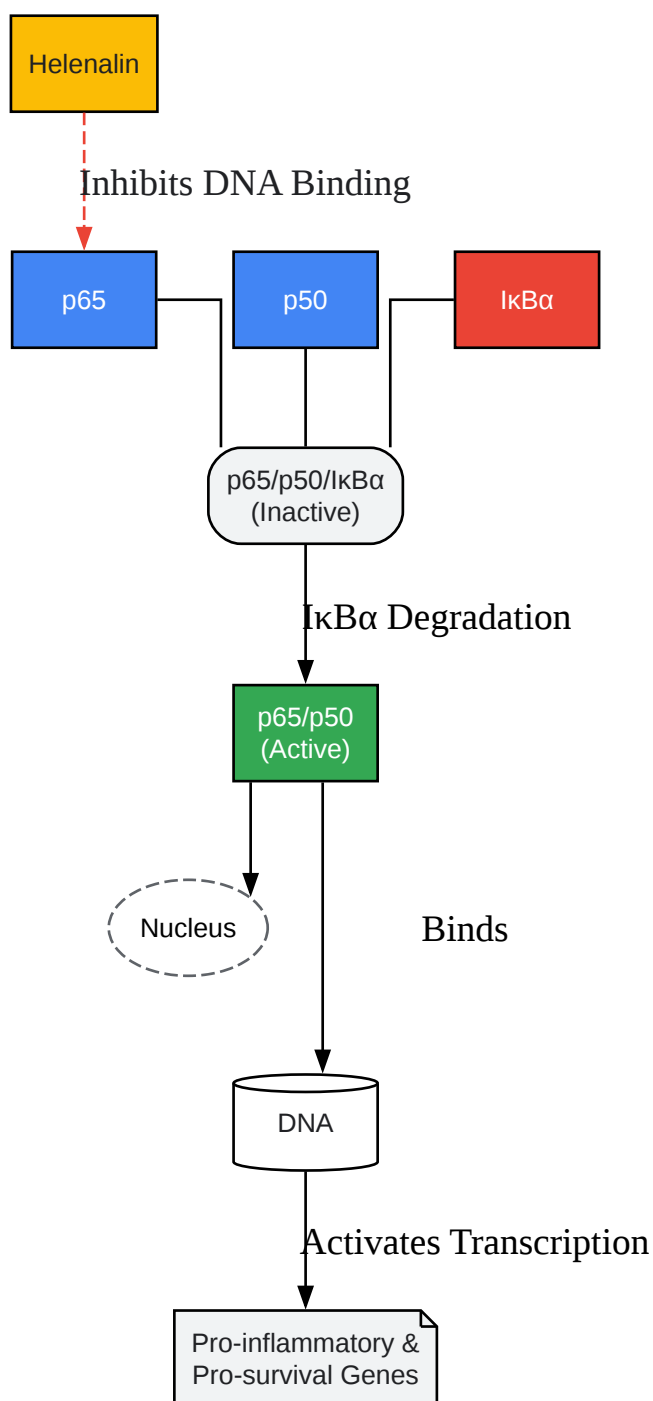 Helenalin
Inhibits DNA Binding
p65
p50
IκBα
p65/p50/IκBα
(Inactive)
IκBα Degradation
p65/p50
(Active)
Nucleus
Binds
DNA
Activates Transcription
Pro-inflammatory &
Pro-survival Genes